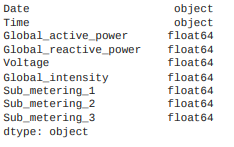 Date object
Time object
Global_active_power float64
Global_reactive_power float64
Voltage float64
Global_intensity float64
Sub_metering_1 float64
Sub_metering_2 float64
Sub_metering_3 float64
dtype: object